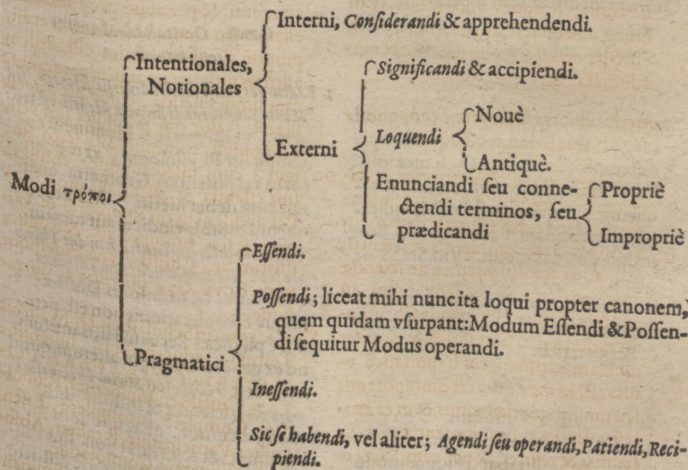 Modi τρόποι
Intentionales,
Notionales
Interni, Conſiderandi & apprehendendi.
Externi
Significandi & accipiendi.
Loquendi
Nouè
Antiquè.
Enunciandi ſeu conne-
ctendi terminos, ſeu
prædicandi
Propriè
Impropriè
Pragmatici
Eſſendi.
Poſſendi; liceat mihi nunc ita loqui propter canonem,
quem quidam vſurpant: Modum Eſſendi & Poſſen-
di ſequitur Modus operandi.
Ineſſendi.
Sic ſe habendi, vel aliter; Agendi ſeu operandi, Patiendi, Reci-
piendi.